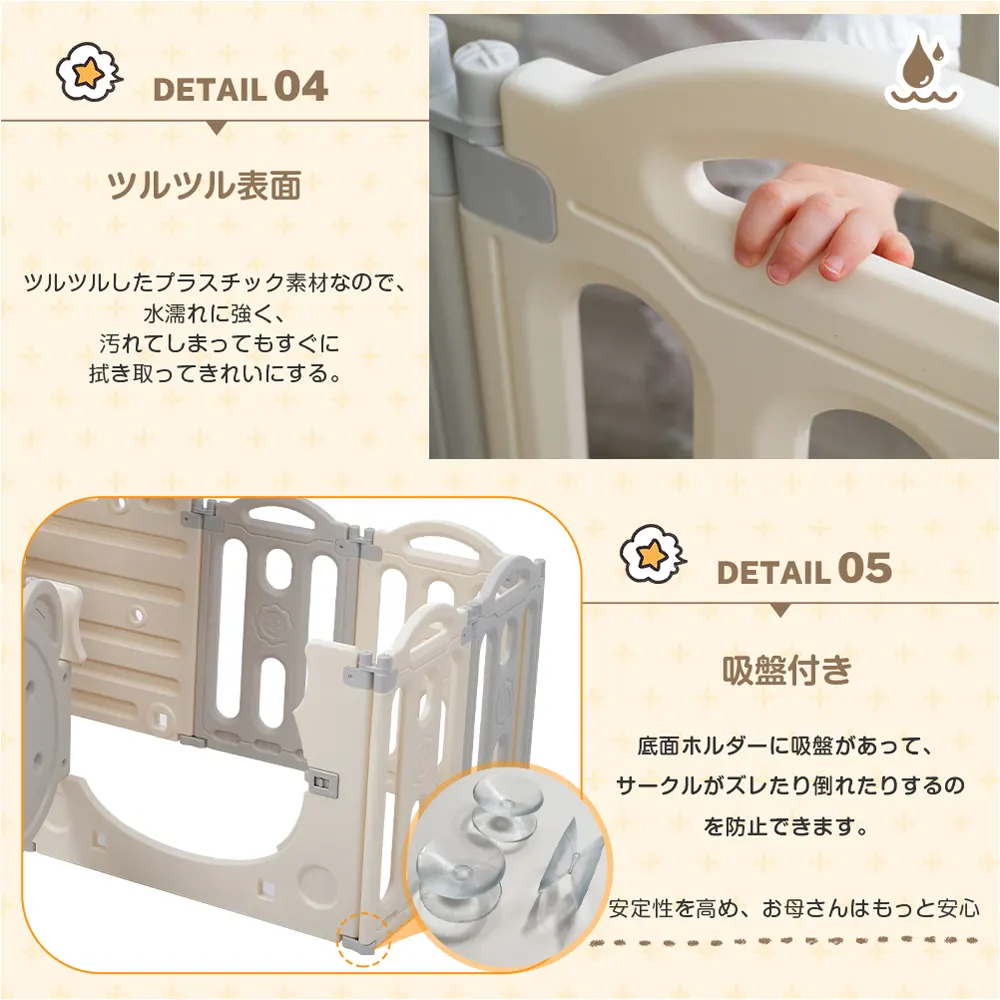 DETAIL 04
ツルツル表面
ツルツルしたプラスチック素材なので、
水濡れに強く、
汚れてしまってもすぐに
拭き取ってきれいにする。
DETAIL 05
吸盤付き
底面ホルダーに吸盤があって、
サークルがズレたり倒れたりするの
を防止できます。
安定性を高め、お母さんはもっと安心